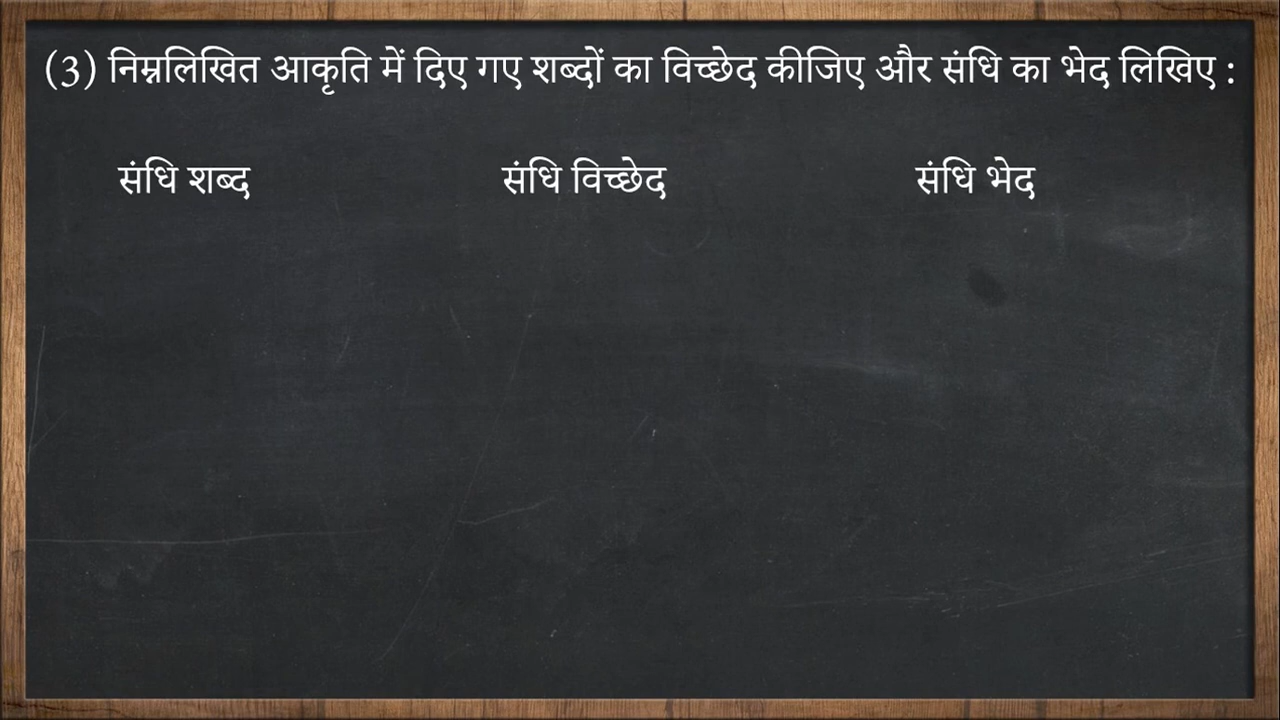 (3) निम्नलिखित आकृति में दिए गए शब्दों का विच्छेद कीजिए और संधि का भेद लिखिए :
संधि शब्द संधि विच्छेद संधि भेद